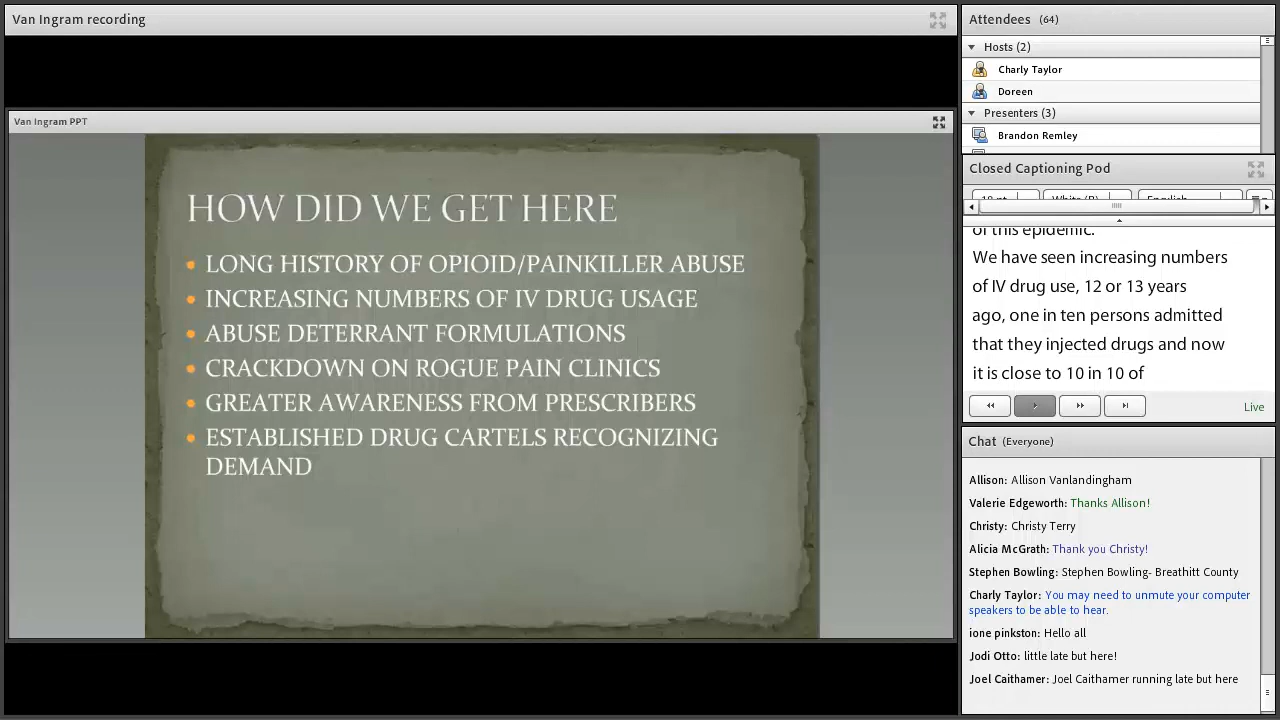 Van Ingram recording
Van Ingram PPT
HOW DID WE GET HERE
LONG HISTORY OF OPIOID/PAINKILLER ABUSE
INCREASING NUMBERS OF IV DRUG USAGE
ABUSE DETERRANT FORMULATIONS
CRACKDOWN ON ROGUE PAIN CLINICS
GREATER AWARENESS FROM PRESCRIBERS
ESTABLISHED DRUG CARTELS RECOGNIZING
DEMAND
Attendees (64)
Hosts (2)
Charly Taylor
Doreen
Presenters (3)
Brandon Remley
Closed Captioning Pod
of this epidemic.
We have seen increasing numbers
of IV drug use, 12 or 13 years
ago, one in ten persons admitted
that they injected drugs and now
it is close to 10 in 10 of
Live
Chat (Everyone)
Allison: Allison Vanlandingham
Valerie Edgeworth: Thanks Allison!
Christy: Christy Terry
Alicia McGrath: Thank you Christy!
Stephen Bowling: Stephen Bowling- Breathitt County
Charly Taylor: You may need to unmute your computer
speakers to be able to hear.
ione pinkston: Hello all
Jodi Otto: little late but here!
Joel Caithamer: Joel Caithamer running late but here